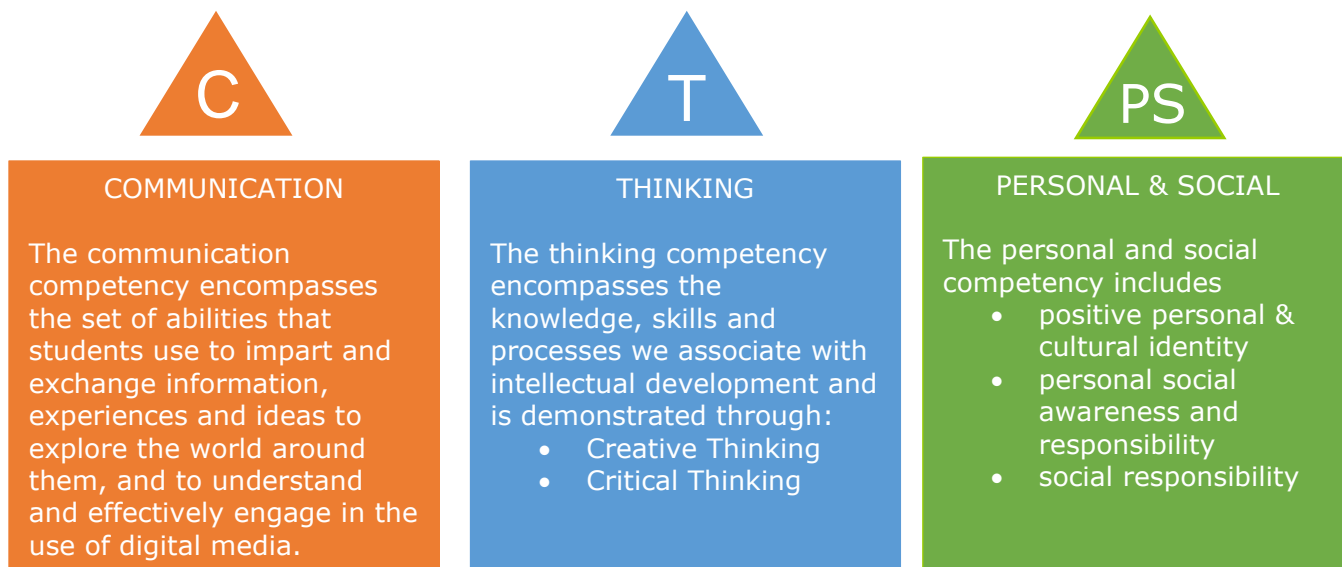 C
COMMUNICATION
The communication
competency encompasses
the set of abilities that
students use to impart and
exchange information,
experiences and ideas to
explore the world around
them, and to understand
and effectively engage in the
use of digital media.
T
THINKING
The thinking competency
encompasses the
knowledge, skills and
processes we associate with
intellectual development and
is demonstrated through:
• Creative Thinking
• Critical Thinking
PS
PERSONAL & SOCIAL
The personal and social
competency includes
• positive personal &
cultural identity
• personal social
awareness and
responsibility
• social responsibility